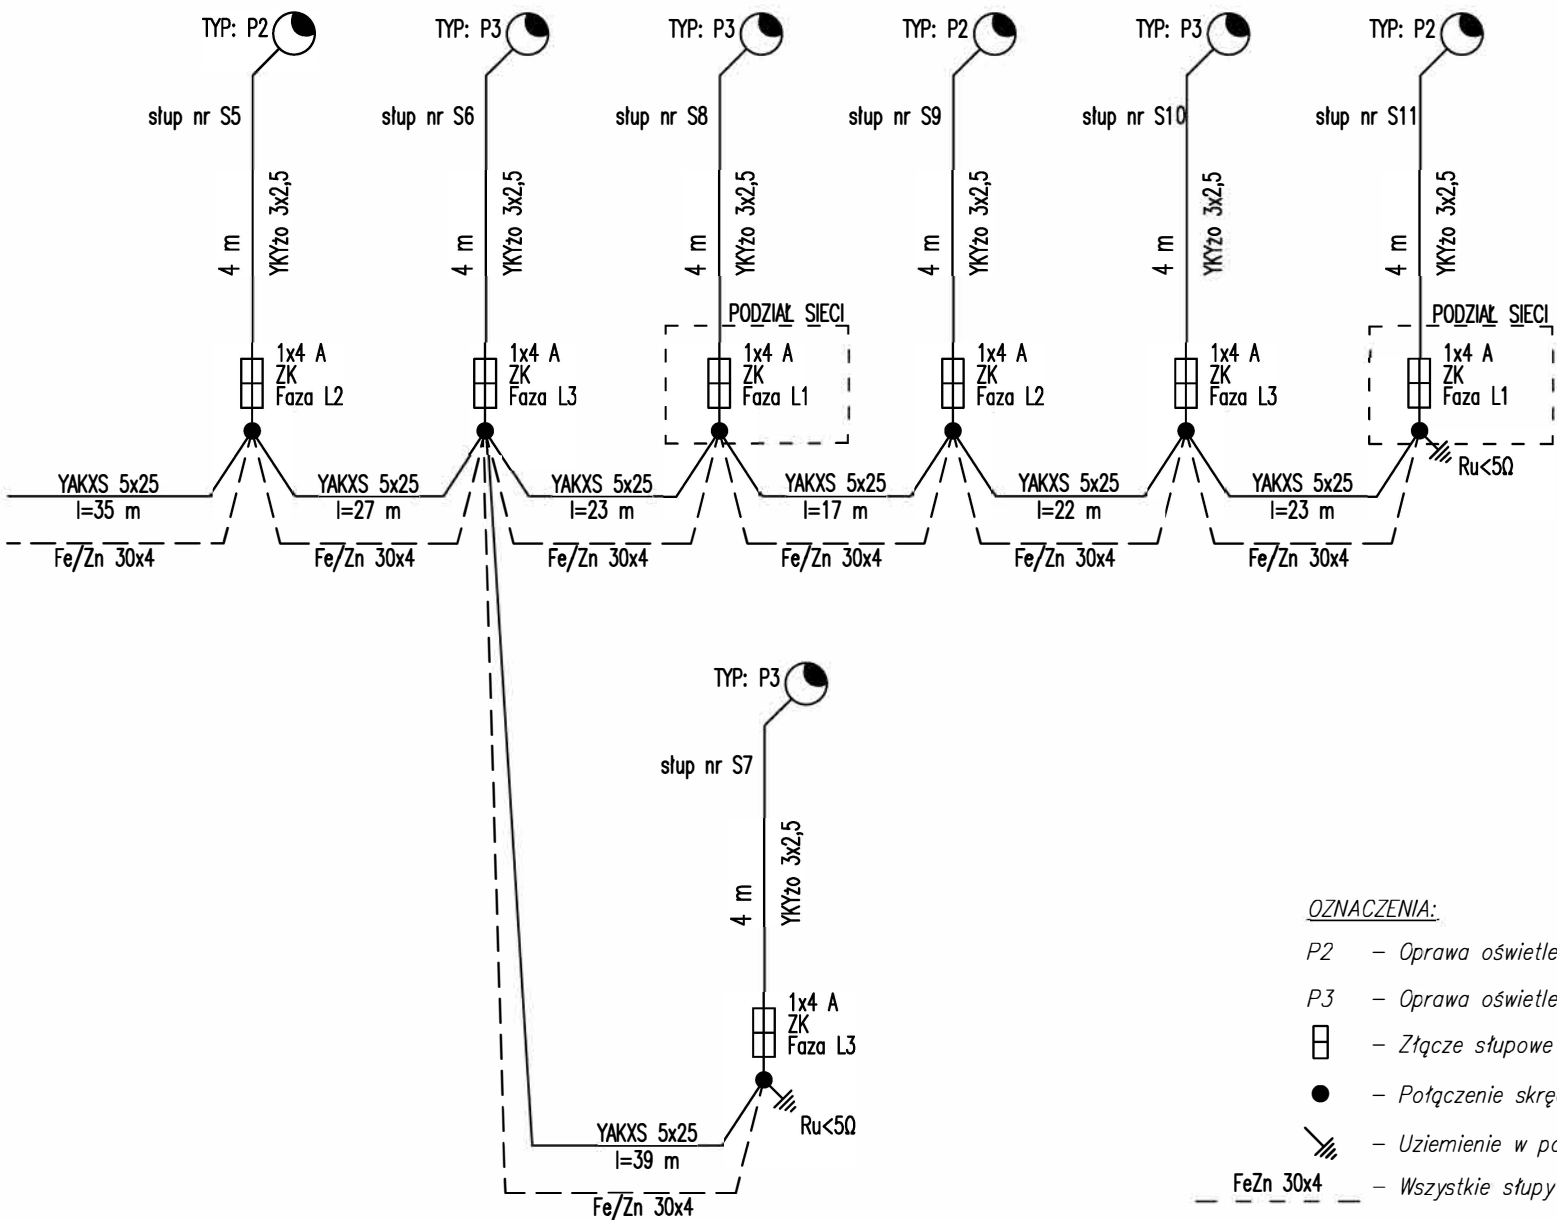 TYP: P2
TYP: P3
TYP: P3
TYP: P2
TYP: P3
TYP: P2
słup nr S5
słup nr S6
słup nr S8
słup nr S9
słup nr S10
słup nr S11
4 m
YKYżo 3x2,5
4 m
YKYżo 3x2,5
4 m
YKYżo 3x2,5
4 m
YKYżo 3x2,5
4 m
YKYżo 3x2,5
4 m
YKYżo 3x2,5
PODZIAŁ SIECI
PODZIAŁ SIECI
1x4 A
ZK
Faza L2
1x4 A
ZK
Faza L3
1x4 A
ZK
Faza L1
1x4 A
ZK
Faza L2
1x4 A
ZK
Faza L3
1x4 A
ZK
Faza L1
Ru<5Ω
YAKXS 5x25
l=35 m
YAKXS 5x25
l=27 m
YAKXS 5x25
l=23 m
YAKXS 5x25
l=17 m
YAKXS 5x25
l=22 m
YAKXS 5x25
l=23 m
Fe/Zn 30x4
Fe/Zn 30x4
Fe/Zn 30x4
Fe/Zn 30x4
Fe/Zn 30x4
Fe/Zn 30x4
TYP: P3
słup nr S7
4 m
YKYżo 3x2,5
1x4 A
ZK
Faza L3
Ru<5Ω
YAKXS 5x25
l=39 m
Fe/Zn 30x4
OZNACZENIA:
P2 – Oprawa oświetle
P3 – Oprawa oświetle
– Złącze słupowe
– Połączenie skrę
– Uziemienie w po
FeZn 30x4 – Wszystkie słupy